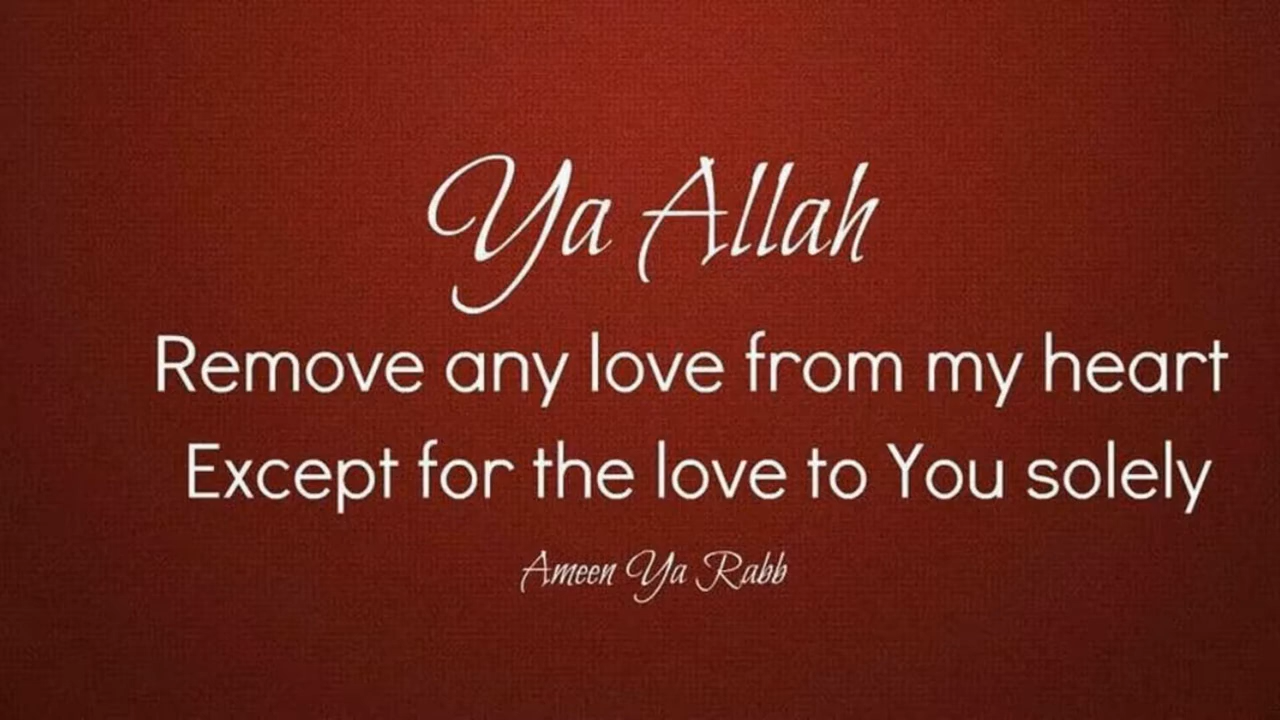 Ya Allah
Remove any love from my heart
Except for the love to You solely
Ameen Ya Rabb